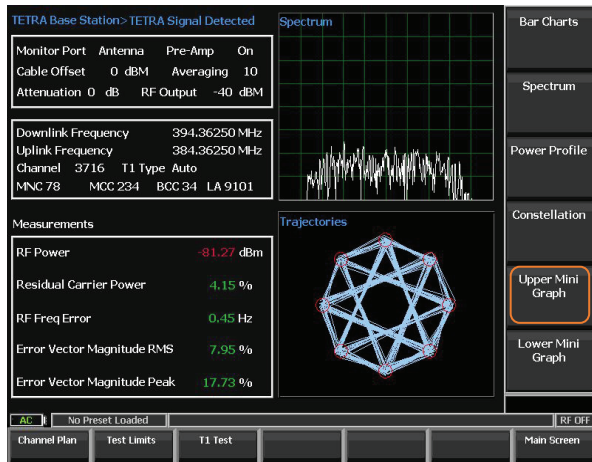 TETRA Base Station> TETRA Signal Detected
Monitor Port Antenna Pre-Amp On
Cable Offset 0 dBM Averaging 10
Attenuation 0 dB RF Output -40 dBM
Downlink Frequency 394.36250 MHz
Uplink Frequency 384.36250 MHz
Channel 3716 T1 Type Auto
MNC 78 MCC 234 BCC 34 LA 9101
Measurements
RF Power -81.27 dBm
Residual Carrier Power 4.15 %
RF Freq Error 0.45 Hz
Error Vector Magnitude RMS 7.95 %
Error Vector Magnitude Peak 17.73 %
Spectrum
Trajectories
Bar Charts
Spectrum
Power Profile
Constellation
Upper Mini
Graph
Lower Mini
Graph
AC No Preset Loaded RF OFF
Channel Plan Test Limits T1 Test Main Screen